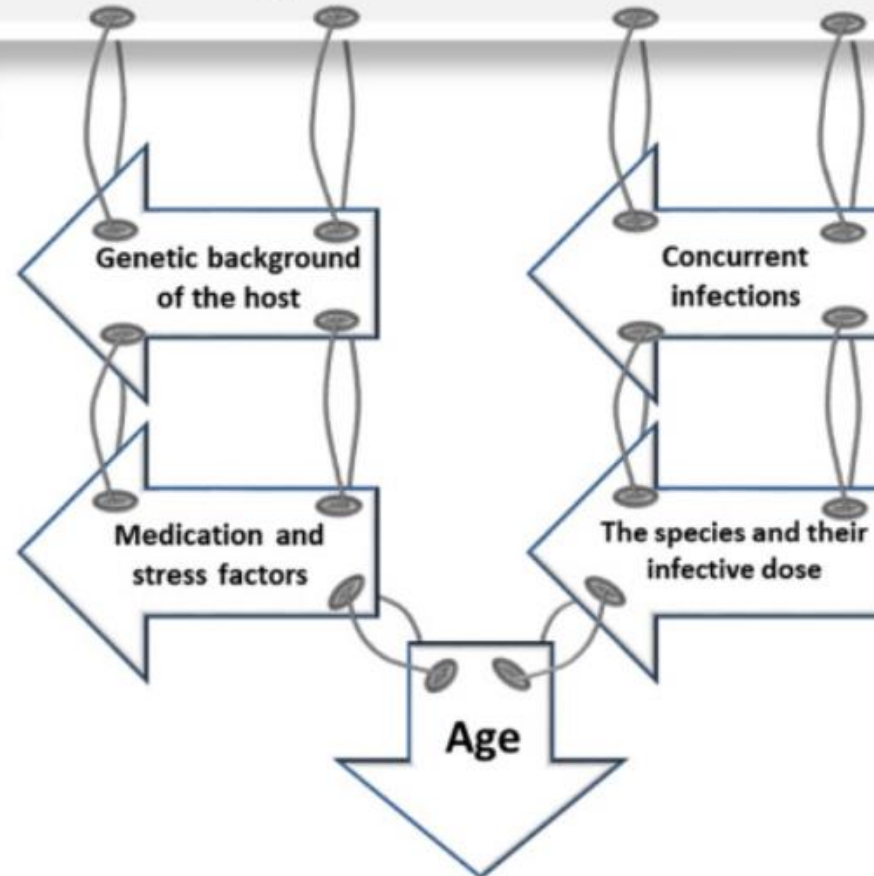 Genetic background
of the host
Concurrent
infections
Medication and
stress factors
The species and their
infective dose
Age